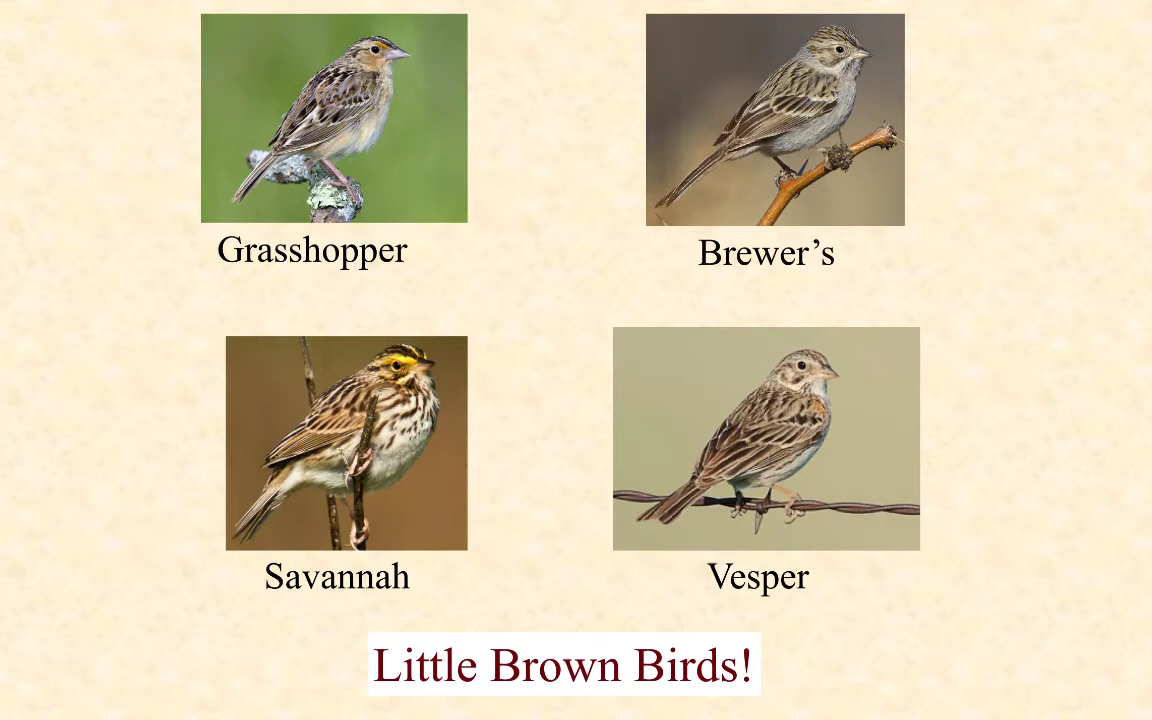 Grasshopper
Brewer’s
Savannah
Vesper
Little Brown Birds!